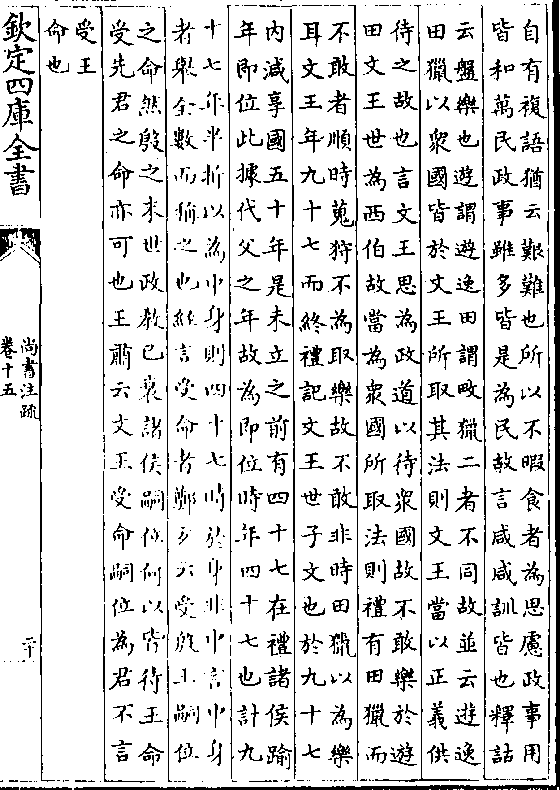 自有複語猶云艱難也所以不暇食者為思慮政事用
皆和萬民政事雖多皆是為民故言咸咸訓皆也釋詁
云盤樂也遊謂遊逸田謂畋獵二者不同故並云遊逸
田獵以衆國皆於文王所取其法則文王當以正義供
待之故也言文王思為政道以待衆國故不敢樂於遊
田文王世為西伯故當為衆國所取法則禮有田獵而
不敢者順時蒐狩不為取樂故不敢非時田獵以為樂
耳文王年九十七而終禮記文王世子文也於九十七
內減享國五十年是未立之前有四十七在禮諸侯踰
年即位此據代父之年故為即位時年四十七也計九
十七年半折以為中身則四十七時於身非中言中身
者舉全數而稱之也經言受命者鄭玄云受殷王嗣位
之命然殷之末世政教已衰諸侯嗣位何以皆待王命
受先君之命亦可也王肅云文王受命嗣位為君不言
受王
命也
欽定四庫全書
尚書注疏
卷十五
二十